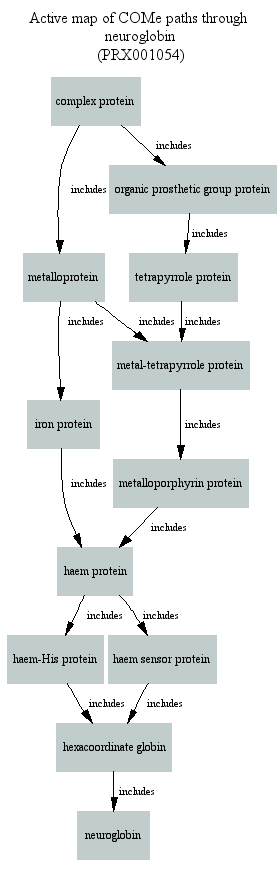 Active map of COMe paths through
neuroglobin
(PRX001054)
complex protein
includes
includes
organic prosthetic group protein
includes
metalloprotein
tetrapyrrole protein
includes
includes
includes
metal-tetrapyrrole protein
iron protein
includes
metalloporphyrin protein
includes
includes
haem protein
includes
includes
haem-His protein
haem sensor protein
includes
includes
hexacoordinate globin
includes
neuroglobin